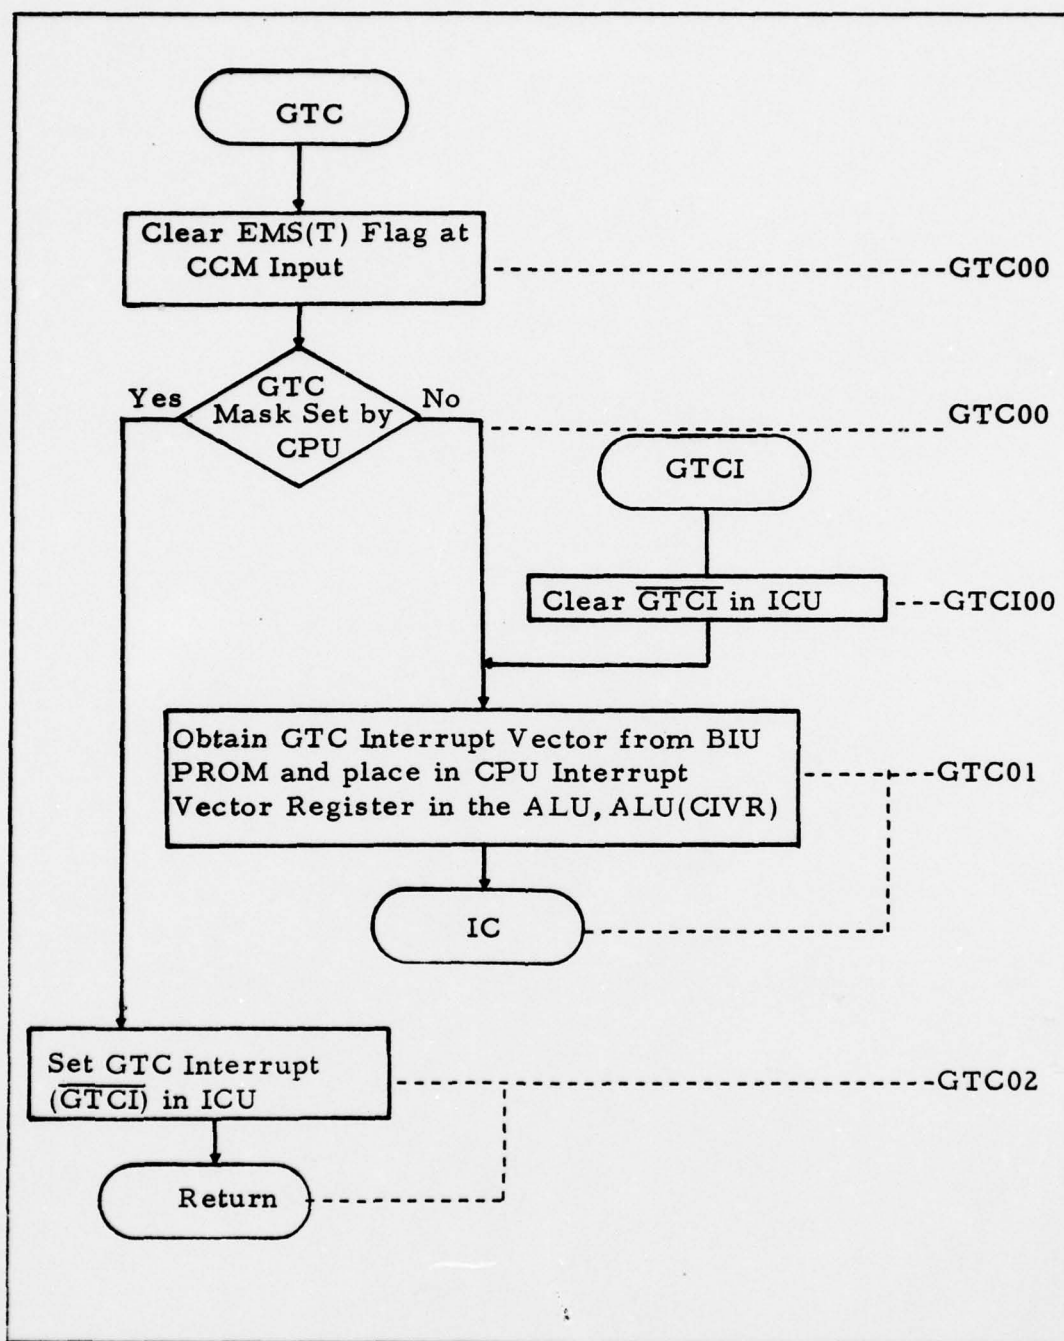 GTC
Clear EMS(T) Flag at
CCM Input
GTC00
Yes
GTC
Mask Set by
CPU
No
GTC00
GTCI
Clear G̅T̅C̅I̅ in ICU
GTCI00
Obtain GTC Interrupt Vector from BIU
PROM and place in CPU Interrupt
Vector Register in the ALU, ALU(CIVR)
GTC01
IC
Set GTC Interrupt
(G̅T̅C̅I̅) in ICU
GTC02
Return